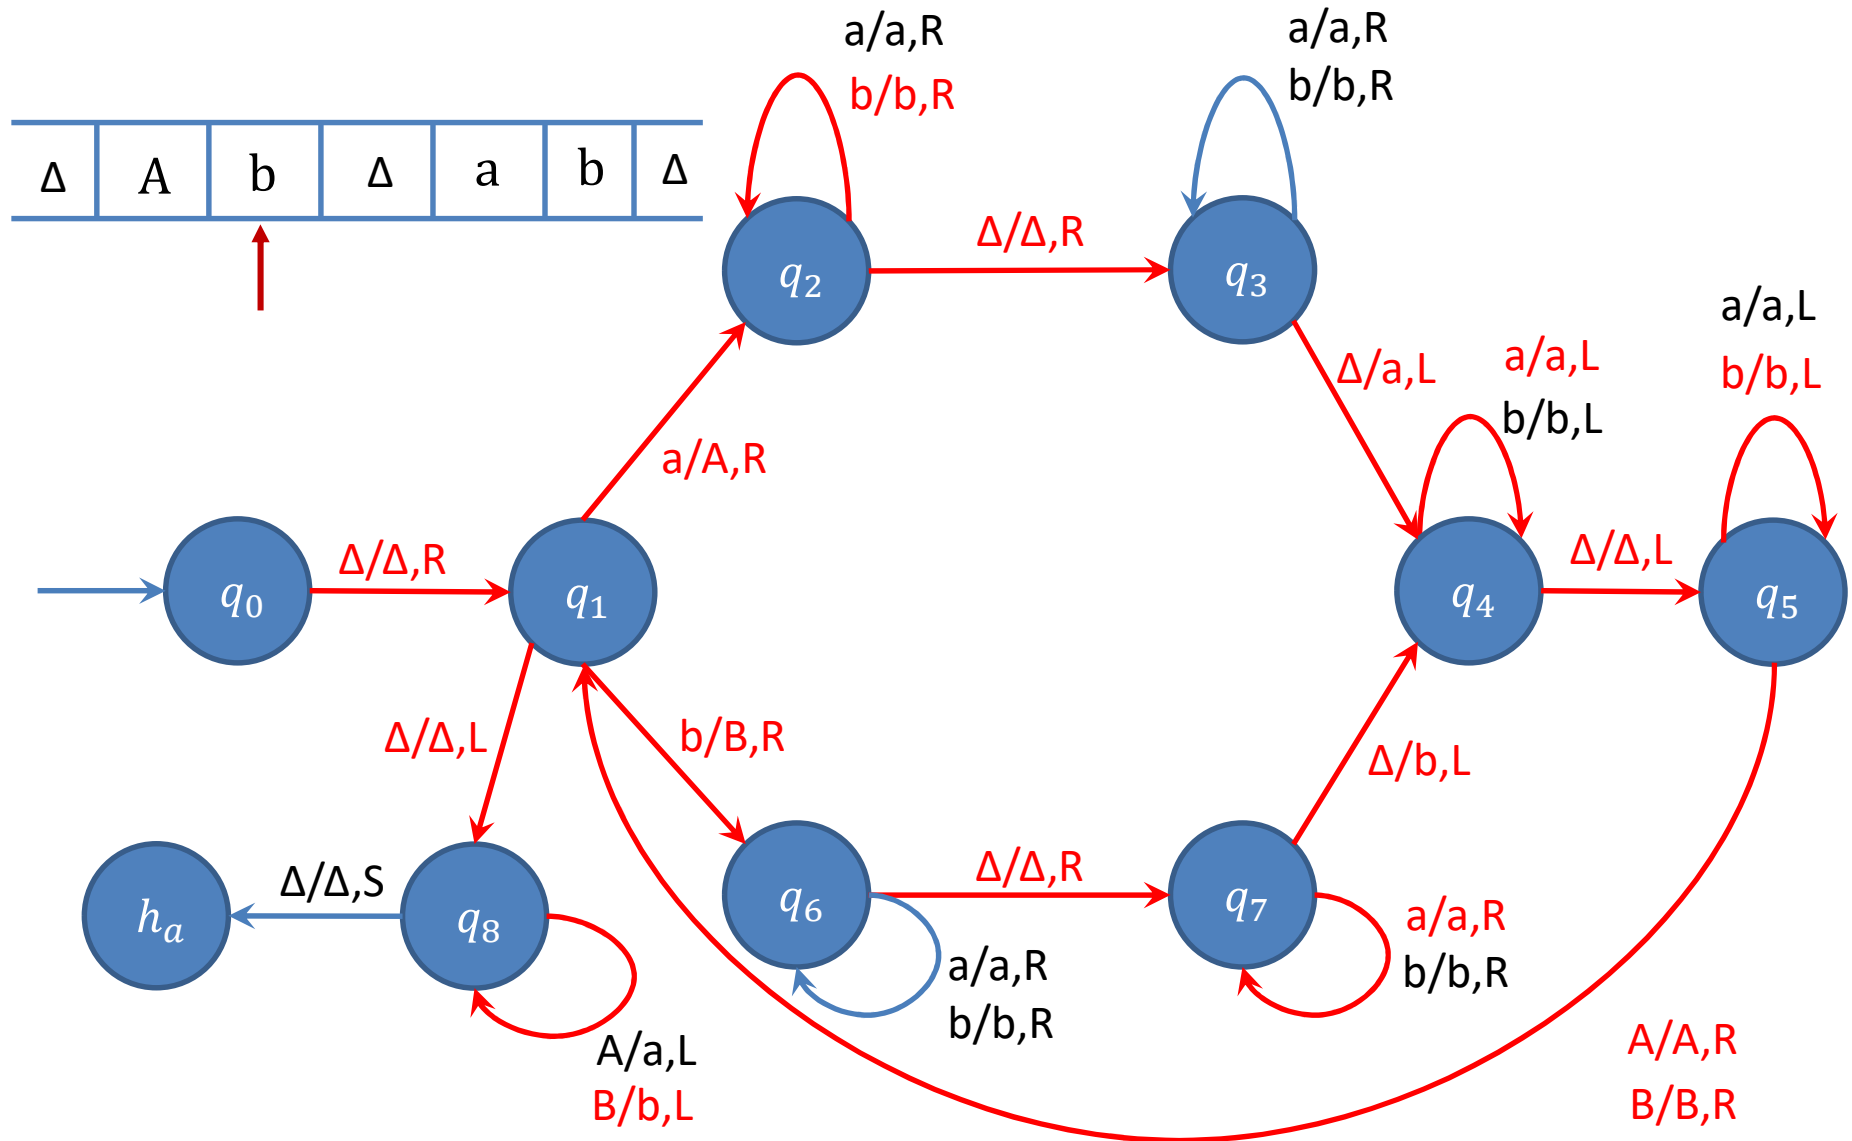 a/a,R
b/b,R
a/a,R
b/b,R
Δ A b Δ a b Δ
q2
Δ/Δ,R
q3
a/a,L
b/b,L
Δ/a,L
a/a,L
b/b,L
a/A,R
q0
Δ/Δ,R
q1
q4
Δ/Δ,L
q5
Δ/Δ,L
b/B,R
Δ/b,L
ha
Δ/Δ,S
q8
q6
Δ/Δ,R
q7
a/a,R
b/b,R
a/a,R
b/b,R
A/a,L
B/b,L
A/A,R
B/B,R